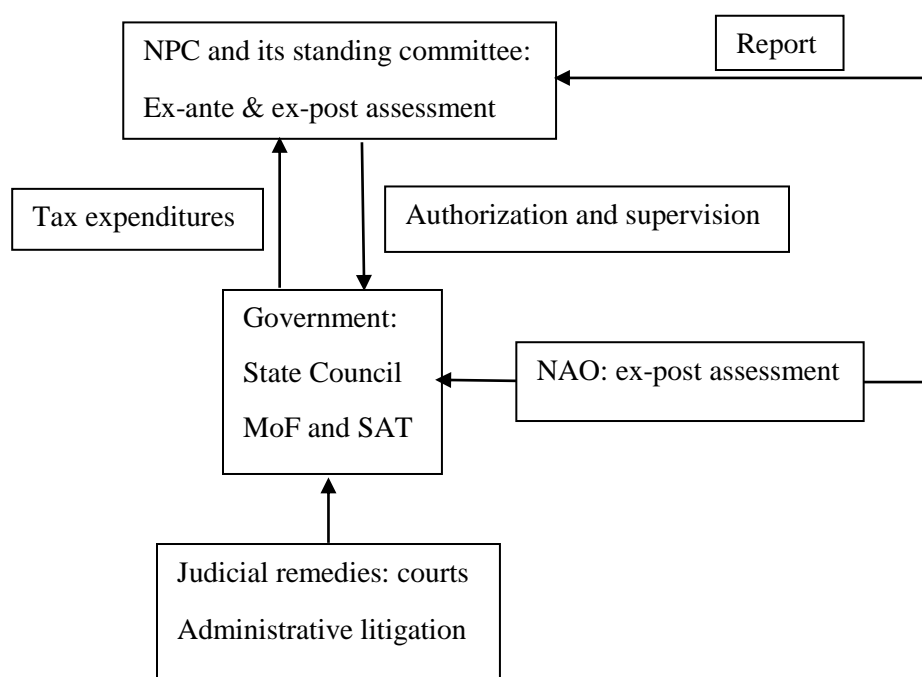 NPC and its standing committee:
Ex-ante & ex-post assessment
Report
Tax expenditures
Authorization and supervision
Government:
State Council
MoF and SAT
NAO: ex-post assessment
Judicial remedies: courts
Administrative litigation